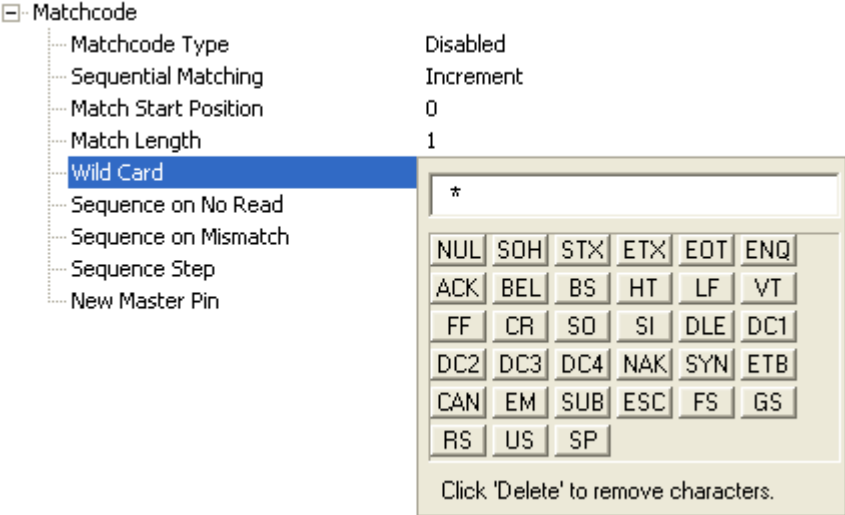 Matchcode
Matchcode Type Disabled
Sequential Matching Increment
Match Start Position 0
Match Length 1
Wild Card
*
Sequence on No Read
Sequence on Mismatch
Sequence Step
New Master Pin
NUL SOH STX ETX EOT ENQ
ACK BEL BS HT LF VT
FF CR SO SI DLE DC1
DC2 DC3 DC4 NAK SYN ETB
CAN EM SUB ESC FS GS
RS US SP
Click 'Delete' to remove characters.